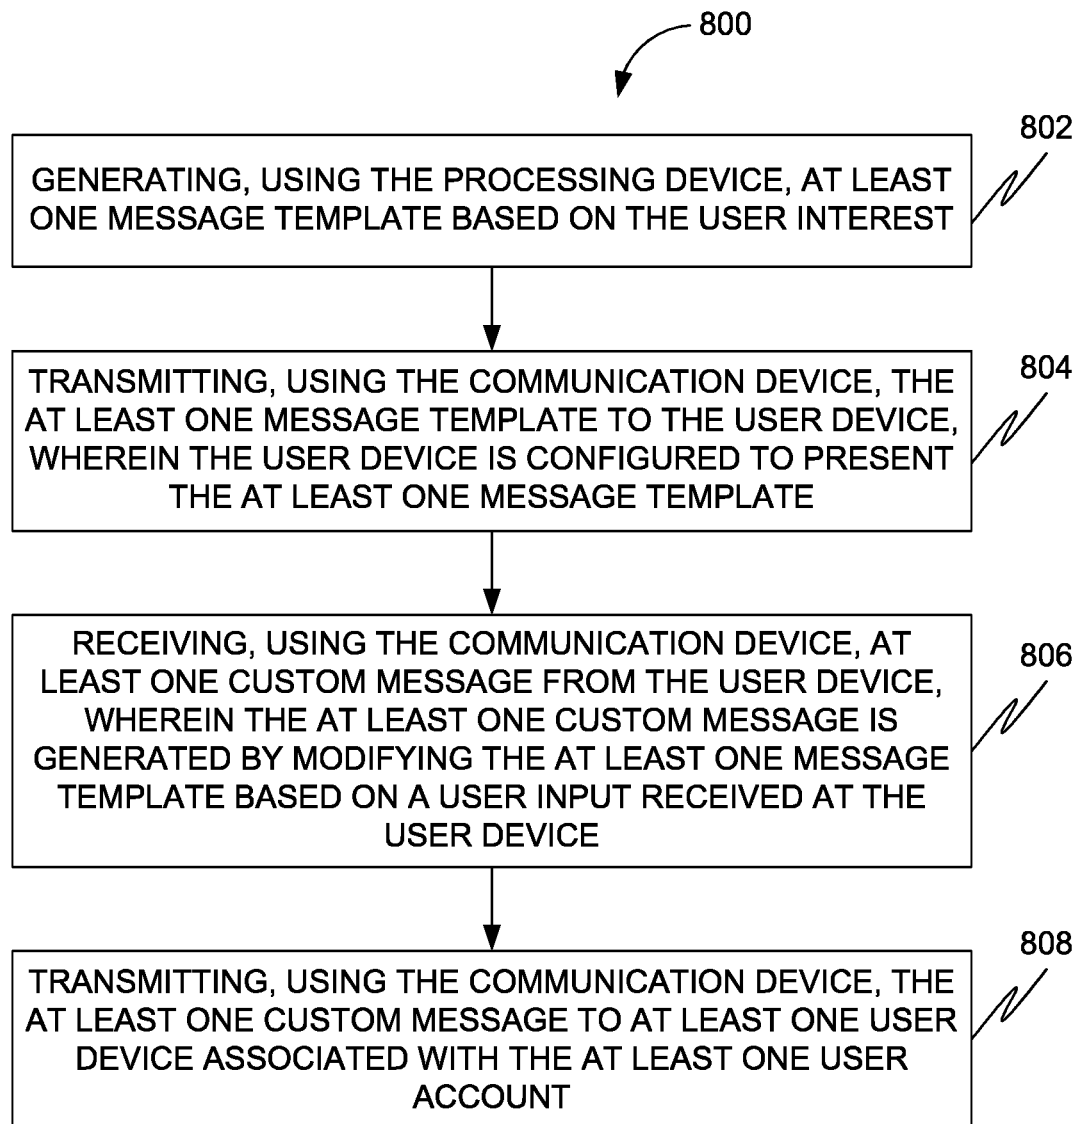 800
802
GENERATING, USING THE PROCESSING DEVICE, AT LEAST
ONE MESSAGE TEMPLATE BASED ON THE USER INTEREST
804
TRANSMITTING, USING THE COMMUNICATION DEVICE, THE
AT LEAST ONE MESSAGE TEMPLATE TO THE USER DEVICE,
WHEREIN THE USER DEVICE IS CONFIGURED TO PRESENT
THE AT LEAST ONE MESSAGE TEMPLATE
806
RECEIVING, USING THE COMMUNICATION DEVICE, AT
LEAST ONE CUSTOM MESSAGE FROM THE USER DEVICE,
WHEREIN THE AT LEAST ONE CUSTOM MESSAGE IS
GENERATED BY MODIFYING THE AT LEAST ONE MESSAGE
TEMPLATE BASED ON A USER INPUT RECEIVED AT THE
USER DEVICE
808
TRANSMITTING, USING THE COMMUNICATION DEVICE, THE
AT LEAST ONE CUSTOM MESSAGE TO AT LEAST ONE USER
DEVICE ASSOCIATED WITH THE AT LEAST ONE USER
ACCOUNT